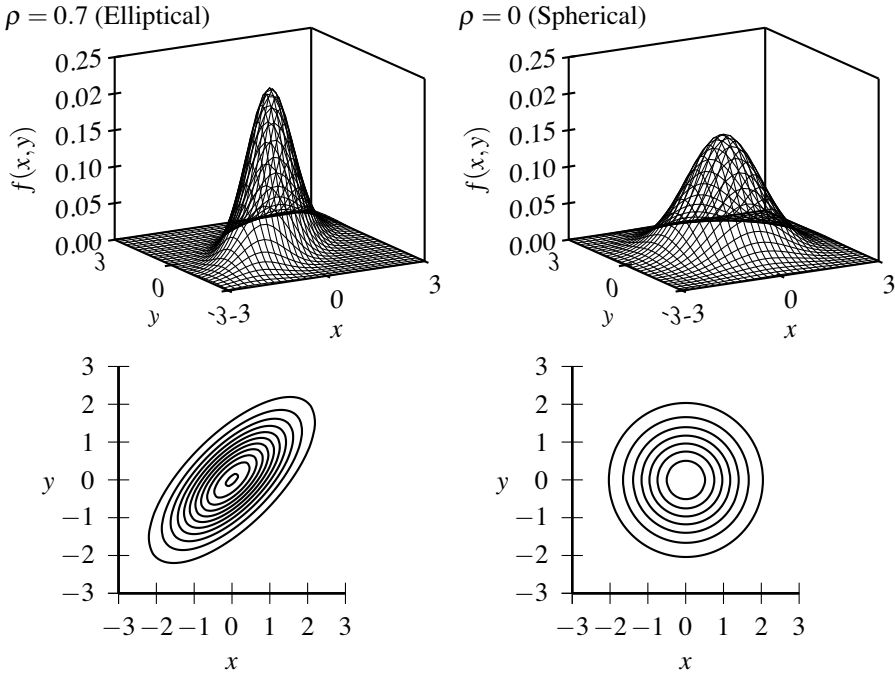 ρ = 0.7 (Elliptical)
0.25
0.02
0.15
0.10
0.05
0.00
f(x,y)
3
0
-3
y
-3
0
3
x
ρ = 0 (Spherical)
0.25
0.02
0.15
0.10
0.05
0.00
f(x,y)
3
0
-3
y
-3
0
3
x
3
2
1
y 0
−1
−2
−3
−3 −2 −1 0 1 2 3
x
3
2
1
y 0
−1
−2
−3
−3 −2 −1 0 1 2 3
x